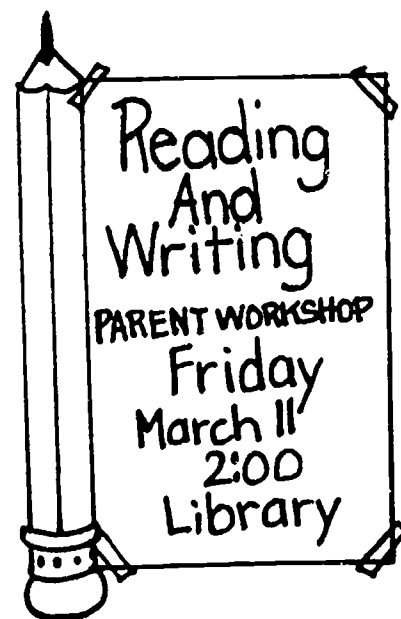 Reading
And
Writing
PARENT WORKSHOP
Friday
March 11
2:00
Library